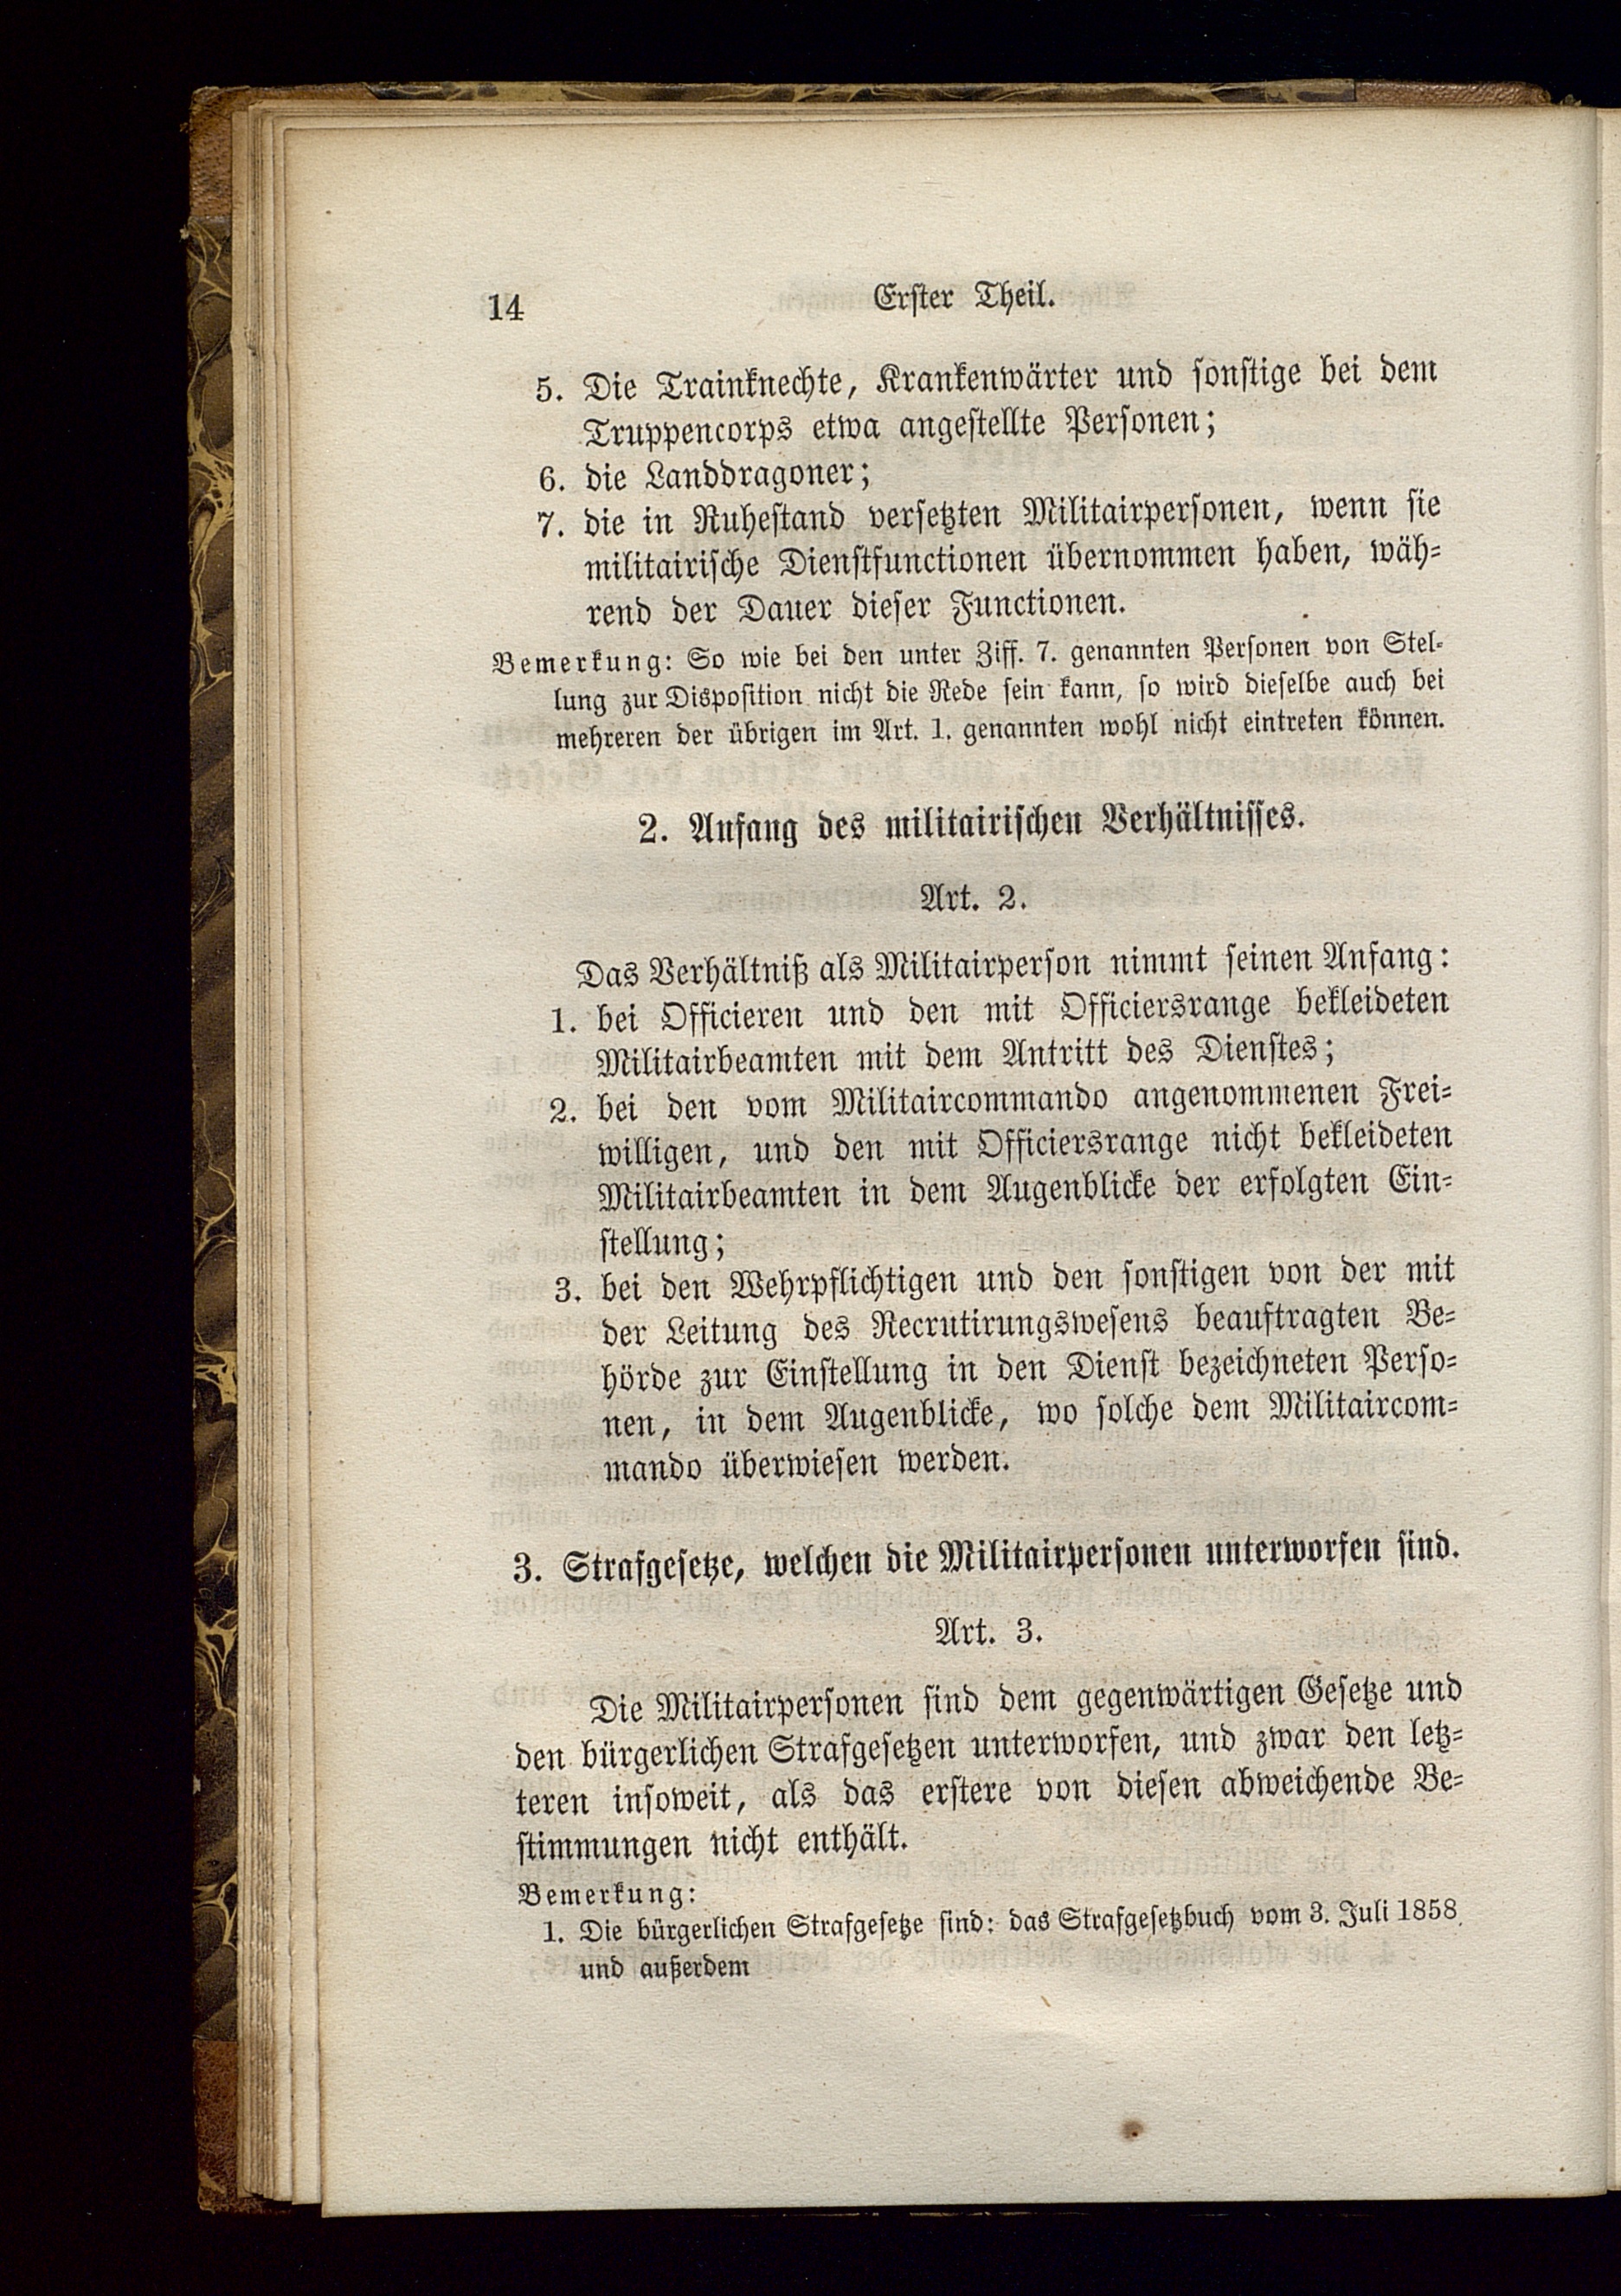 14
Erster Theil.
5. Die Trainknechte, Krankenwärter und sonstige bei dem
Truppencorps etwa angestellte Personen;
6. die Landdragoner;
7. die in Ruhestand versetzten Militairpersonen, wenn sie
militairische Dienstfunctionen übernommen haben, wäh-
rend der Dauer dieser Functionen.
Bemerkung: So wie bei den unter Ziff. 7. genannten Personen von Stel-
lung zur Disposition nicht die Rede sein kann, so wird dieselbe auch bei
mehreren der übrigen im Art. 1. genannten wohl nicht eintreten können.
2. Anfang des militairischen Verhältnisses.
Art. 2.
Das Verhältniß als Militairperson nimmt seinen Anfang:
1. bei Officieren und den mit Officiersrange bekleideten
Militairbeamten mit dem Antritt des Dienstes;
2. bei den vom Militaircommando angenommenen Frei-
willigen, und den mit Officiersrange nicht bekleideten
Militairbeamten in dem Augenblicke der erfolgten Ein-
stellung;
3. bei den Wehrpflichtigen und den sonstigen von der mit
der Leitung des Recrutirungswesens beauftragten Be-
hörde zur Einstellung in den Dienst bezeichneten Perso-
nen, in dem Augenblicke, wo solche dem Militaircom-
mando überwiesen werden.
3. Strafgesetze, welchen die Militairpersonen unterworfen sind.
Art. 3.
Die Militairpersonen sind dem gegenwärtigen Gesetze und
den bürgerlichen Strafgesetzen unterworfen, und zwar den letz-
teren insoweit, als das erstere von diesen abweichende Be-
stimmungen nicht enthält.
Bemerkung:
1. Die bürgerlichen Strafgesetze sind: das Strafgesetzbuch vom 3. Juli 1858
und außerdem